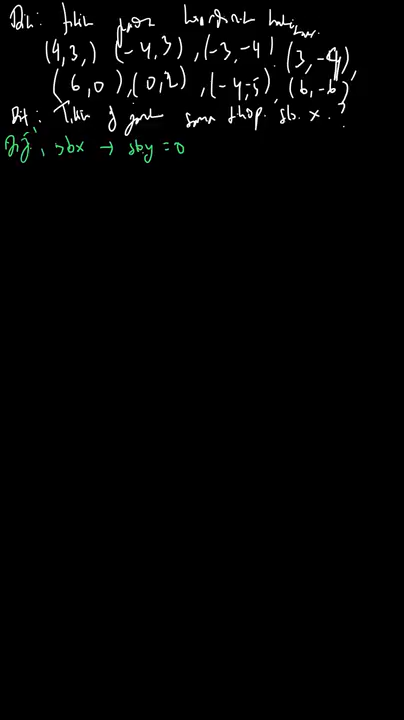 Dik: titik pada koordinat kartesius
(4,3,) (-4,3), (-3,-4) (3,-4),
(6,0), (0,2), (-4,-5) (6,-6),
Dit: Titik yg jarak sama thdp. sb. x.?
sbx → sby = 0